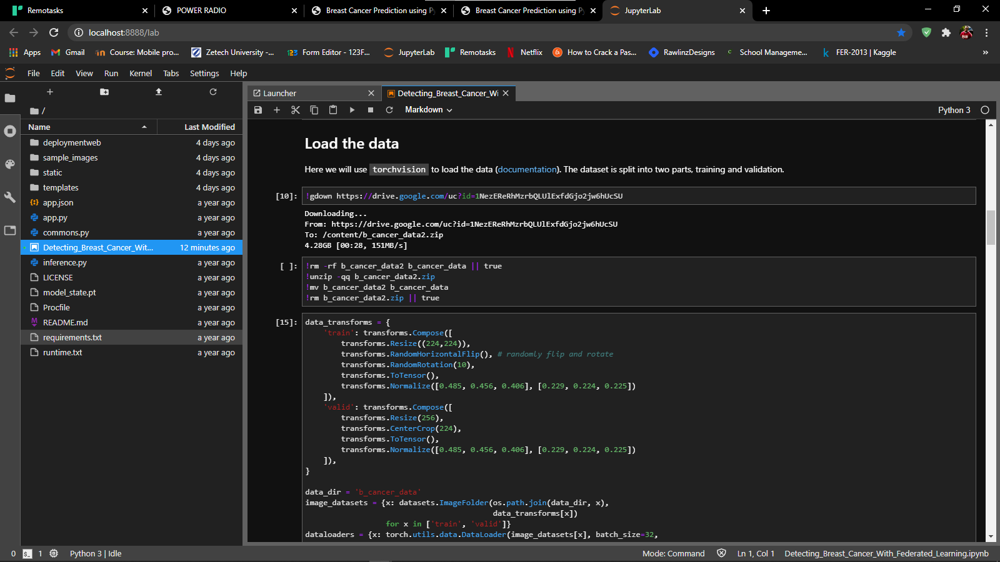 Remotasks
POWER RADIO
Breast Cancer Prediction using P
Breast Cancer Prediction using P
JupyterLab
localhost:8888/lab
Apps
Gmail
Course: Mobile pro...
Zetech University -...
Form Editor - 123F...
JupyterLab
Remotasks
Netflix
How to Crack a Pas...
RawlinzDesigns
School Manageme...
FER-2013 | Kaggle
»
File Edit View Run Kernel Tabs Settings Help
Launcher
Detecting_Breast_Cancer_Wi
Markdown
Python 3
/
Name Last Modified
deploymentweb 4 days ago
sample_images 4 days ago
static 4 days ago
templates 4 days ago
app.json a year ago
app.py a year ago
commons.py a year ago
Detecting_Breast_Cancer_Wit... 12 minutes ago
inference.py a year ago
LICENSE a year ago
model_state.pt a year ago
Procfile a year ago
README.md a year ago
requirements.txt a year ago
runtime.txt a year ago
Load the data
Here we will use torchvision to load the data (documentation). The dataset is split into two parts, training and validation.
[10]: !gdown https://drive.google.com/uc?id=1NezEReRhMzrbQLUlExfdGjo2jw6hUcSU
Downloading...
From: https://drive.google.com/uc?id=1NezEReRhMzrbQLUlExfdGjo2jw6hUcSU
To: /content/b_cancer_data2.zip
4.28GB [00:28, 151MB/s]
[ ]: !rm -rf b_cancer_data2 b_cancer_data || true
!unzip -qq b_cancer_data2.zip
!mv b_cancer_data2 b_cancer_data
!rm b_cancer_data2.zip || true
[15]: data_transforms = {
'train': transforms.Compose([
transforms.Resize((224,224)),
transforms.RandomHorizontalFlip(), # randomly flip and rotate
transforms.RandomRotation(10),
transforms.ToTensor(),
transforms.Normalize([0.485, 0.456, 0.406], [0.229, 0.224, 0.225])
]),
'valid': transforms.Compose([
transforms.Resize(256),
transforms.CenterCrop(224),
transforms.ToTensor(),
transforms.Normalize([0.485, 0.456, 0.406], [0.229, 0.224, 0.225])
]),
}
data_dir = 'b_cancer_data'
image_datasets = {x: datasets.ImageFolder(os.path.join(data_dir, x),
data_transforms[x])
for x in ['train', 'valid']}
dataloaders = {x: torch.utils.data.DataLoader(image_datasets[x], batch_size=32,
0 1 Python 3 | Idle
Mode: Command Ln 1, Col 1 Detecting_Breast_Cancer_With_Federated_Learning.ipynb